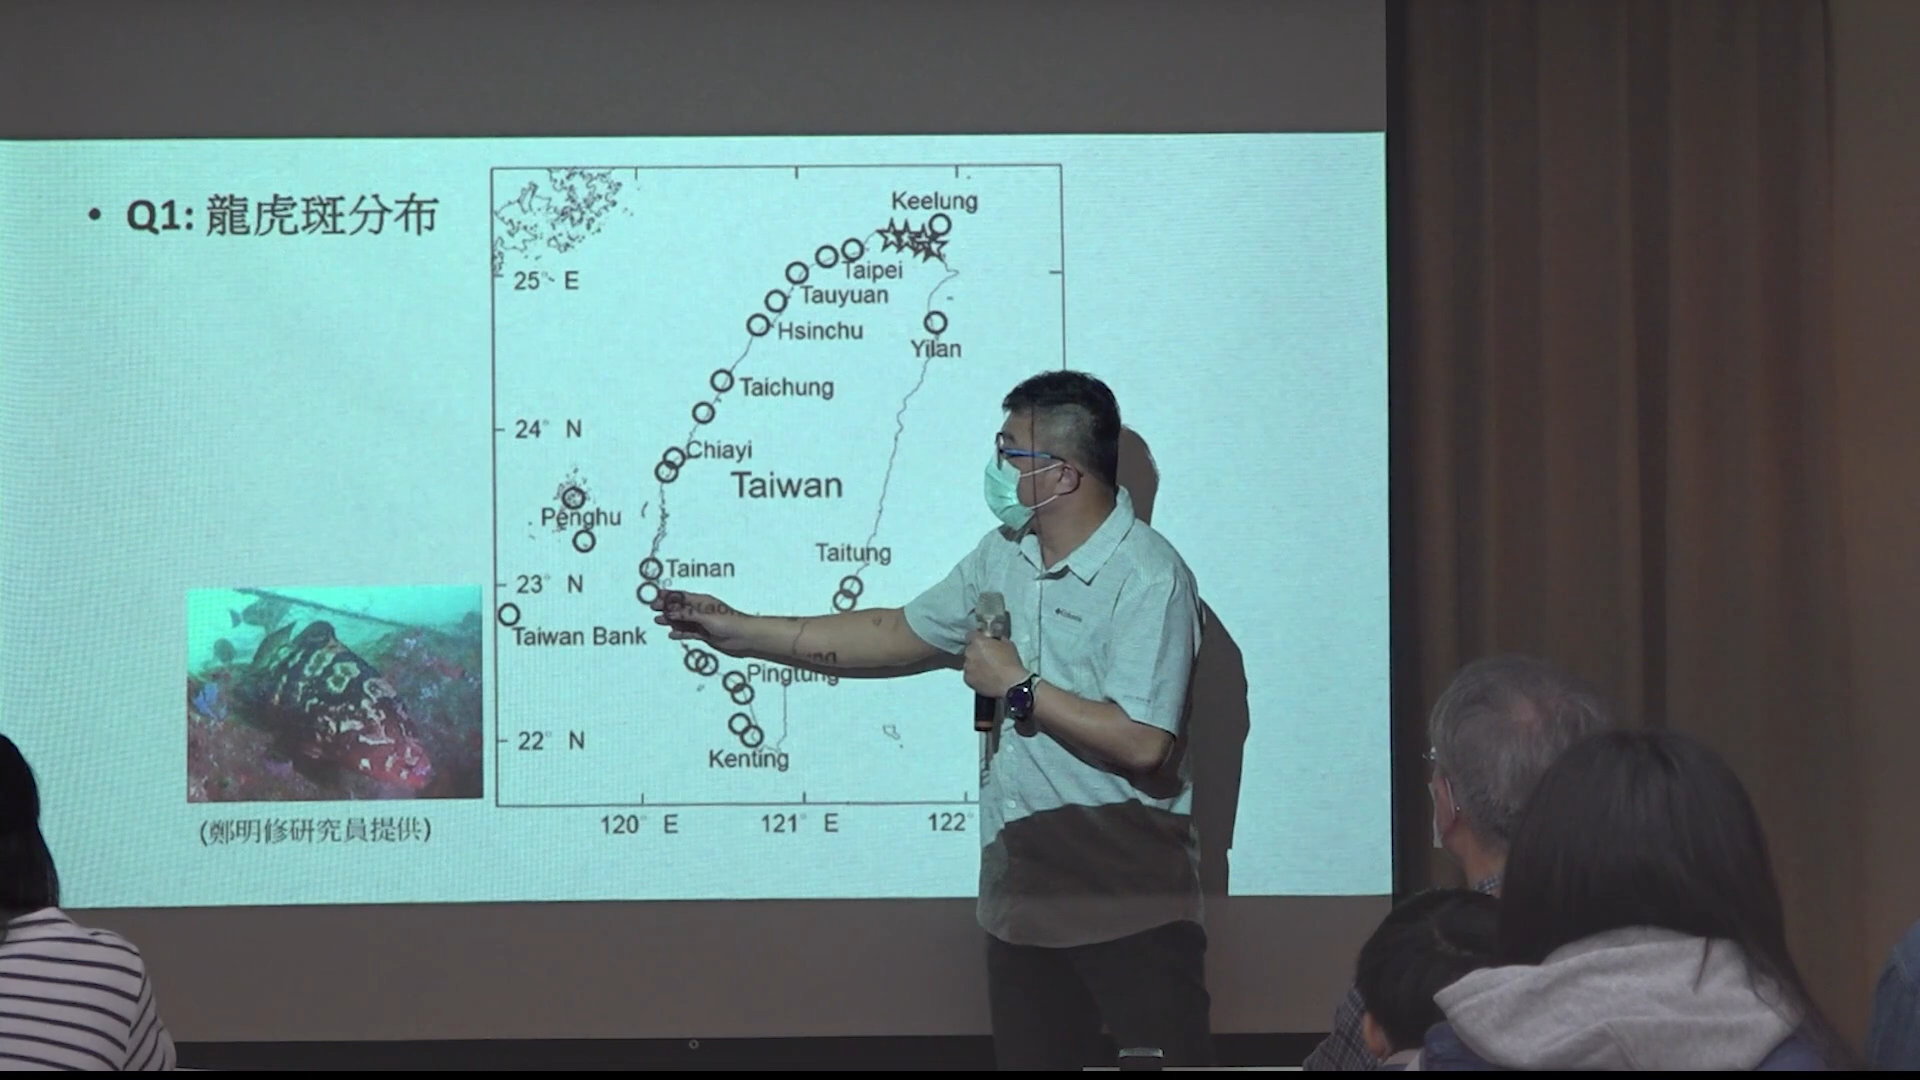 • Q1: 龍虎斑分布
Keelung
Taipei
25° E
Tauyuan
Hsinchu
Yilan
Taichung
24° N
Chiayi
Taiwan
Penghu
Taitung
Tainan
23° N
Taiwan Bank
Pingtung
22° N
Kenting
120° E
121° E
122°
(鄭明修研究員提供)
Columbia